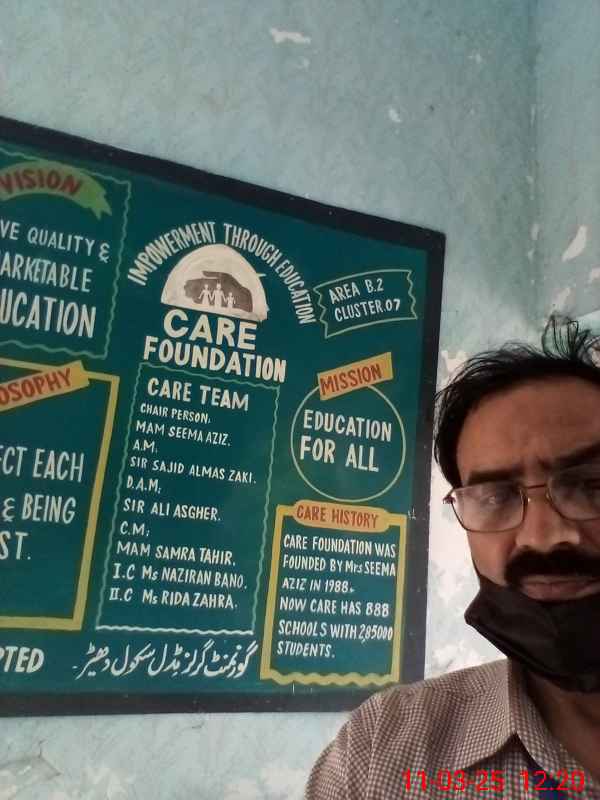 VISION
VE QUALITY &
ARKETABLE
UCATION
OSOPHY
ECT EACH
& BEING
ST.
PTED
IMPOWERMENT THROUGH EDUCATION
CARE
FOUNDATION
CARE TEAM
CHAIR PERSON.
MAM SEEMA AZIZ.
A.M;
SIR SAJID ALMAS ZAKI.
D.A.M;
SIR ALI ASGHER.
C.M;
MAM SAMRA TAHIR.
I.C Ms NAZIRAN BANO.
II.C Ms RIDA ZAHRA.
گورنمنٹ گرلز مڈل سکول دھیڑ۔
AREA B.2
CLUSTER.07
MISSION
EDUCATION
FOR ALL
CARE HISTORY
CARE FOUNDATION WAS
FOUNDED BY Mrs SEEMA
AZIZ IN 1988.
NOW CARE HAS 888
SCHOOLS WITH 2,85000
STUDENTS.
11-03-25 12:20